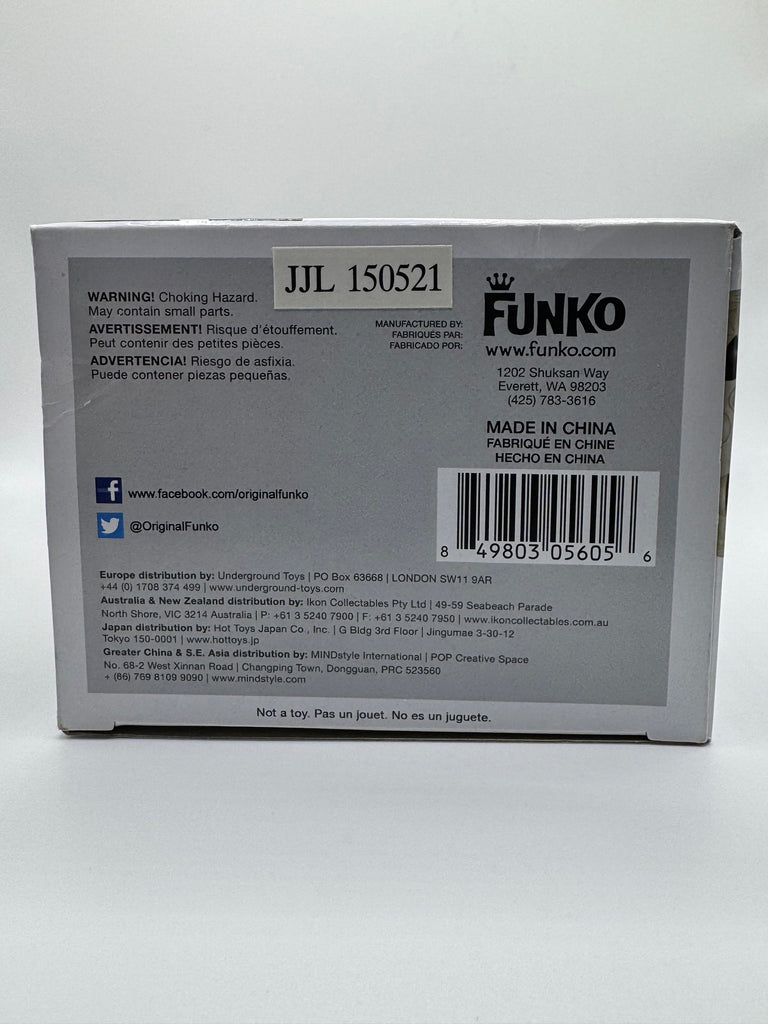 JJL 150521
WARNING! Choking Hazard.
May contain small parts.
AVERTISSEMENT! Risque d'étouffement.
Peut contenir des petites pièces.
ADVERTENCIA! Riesgo de asfixia.
Puede contener piezas pequeñas.
MANUFACTURED BY:
FABRIQUÉS PAR:
FABRICADO POR:
FUNKO
www.funko.com
1202 Shuksan Way
Everett, WA 98203
(425) 783-3616
MADE IN CHINA
FABRIQUÉ EN CHINE
HECHO EN CHINA
8 49803 05605 6
www.facebook.com/originalfunko
@OriginalFunko
Europe distribution by: Underground Toys | PO Box 63668 | LONDON SW11 9AR
+44 (0) 1708 374 499 | www.underground-toys.com
Australia & New Zealand distribution by: Ikon Collectables Pty Ltd | 49-59 Seabeach Parade
North Shore, VIC 3214 Australia | P: +61 3 5240 7900 | F: +61 3 5240 7950 | www.ikoncollectables.com.au
Japan distribution by: Hot Toys Japan Co., Inc. | G Bldg 3rd Floor | Jingumae 3-30-12
Tokyo 150-0001 | www.hottoys.jp
Greater China & S.E. Asia distribution by: MINDstyle International | POP Creative Space
No. 68-2 West Xinnan Road | Changping Town, Dongguan, PRC 523560
+ (86) 769 8109 9090 | www.mindstyle.com
Not a toy. Pas un jouet. No es un juguete.